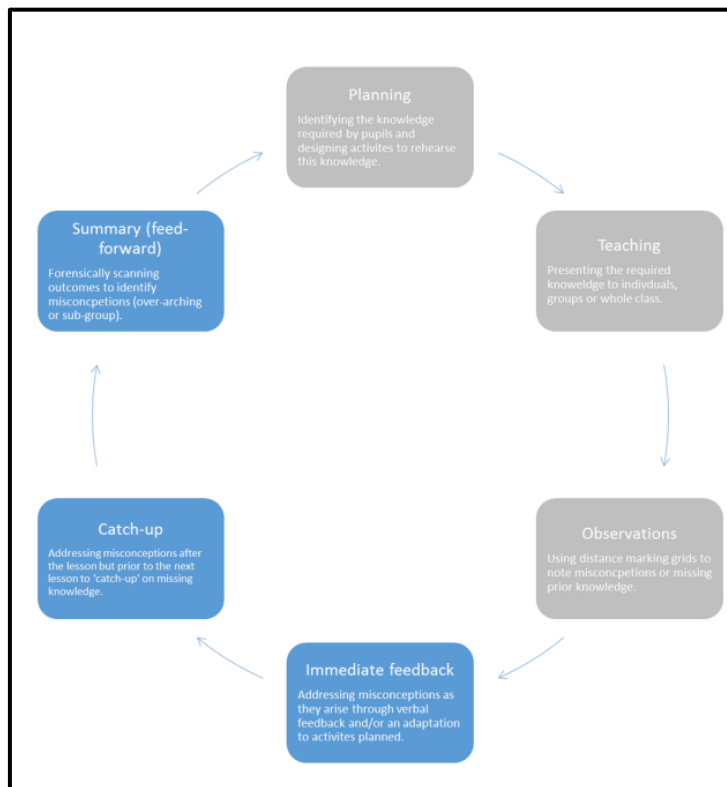 Planning
Identifying the knowledge
required by pupils and
designing activites to rehearse
this knowledge.
Teaching
Presenting the required
knoweldge to indivduals,
groups or whole class.
Observations
Using distance marking grids to
note misconcpetions or missing
prior knowledge.
Immediate feedback
Addressing misconceptions as
they arise through verbal
feedback and/or an adaptation
to activites planned.
Catch-up
Addressing misconceptions after
the lesson but prior to the next
lesson to 'catch-up' on missing
knowledge.
Summary (feed-
forward)
Forensically scanning
outcomes to identify
misconcpetions (over-arching
or sub-group).